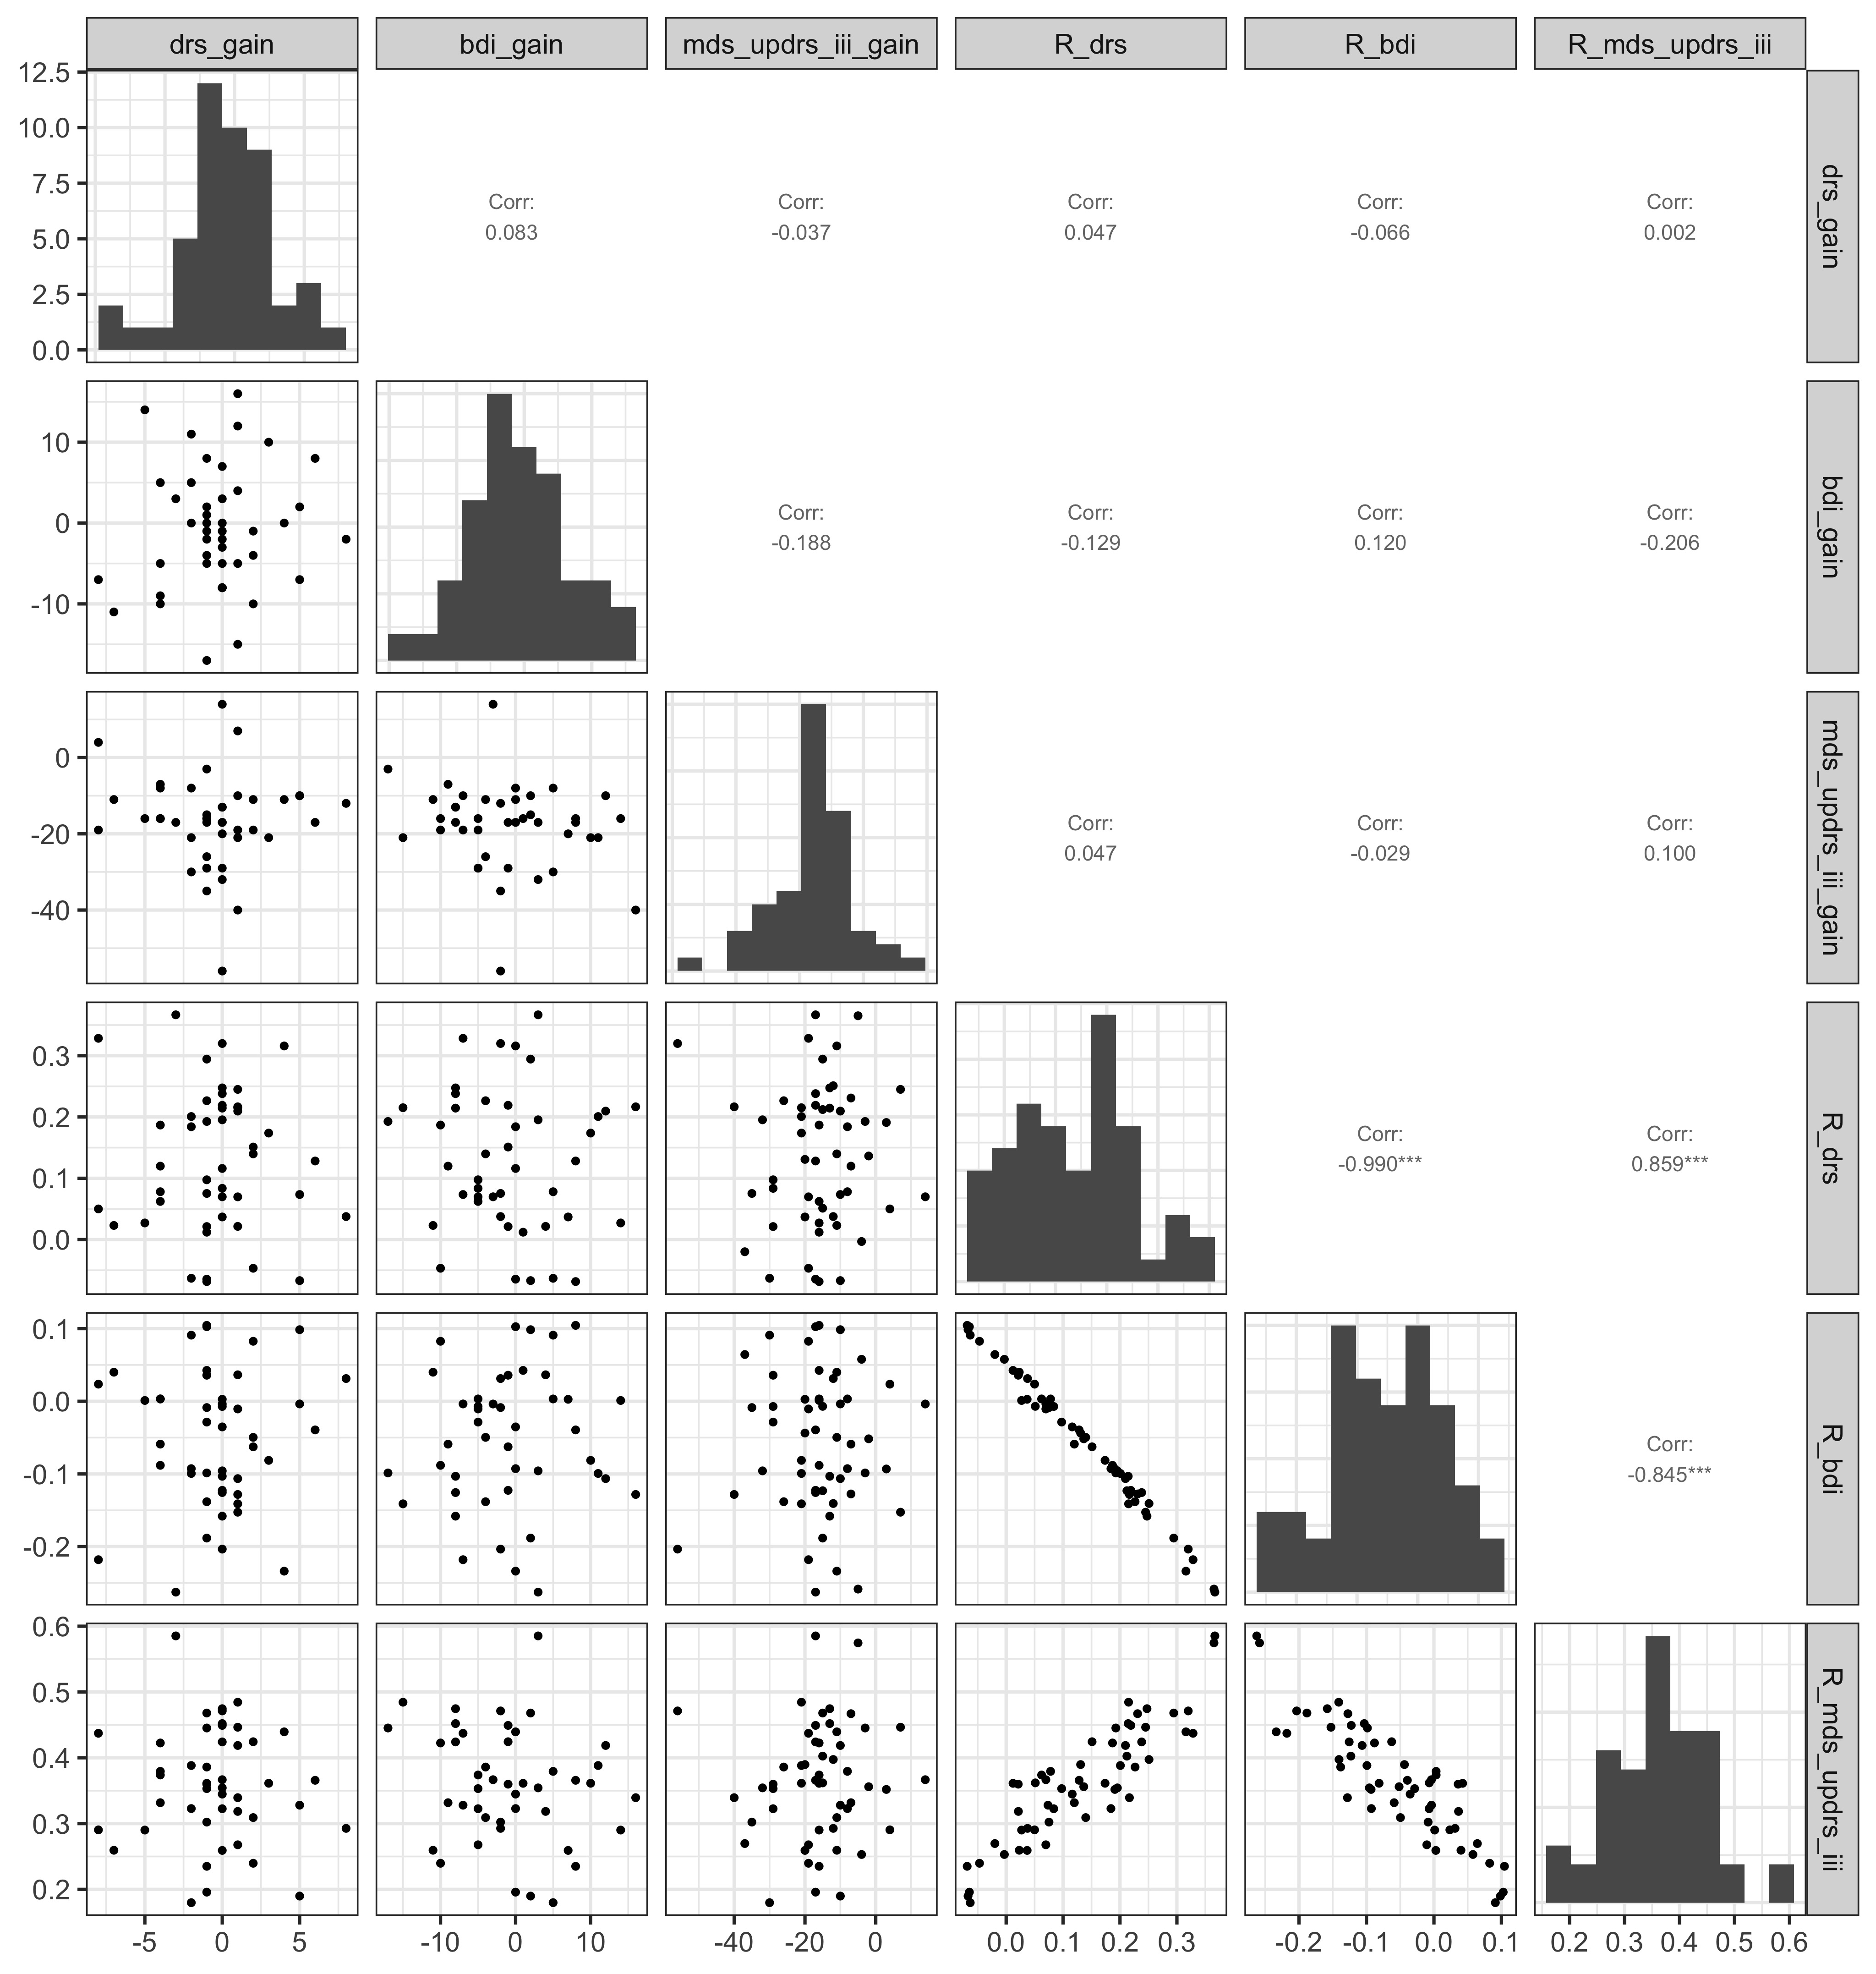 drs_gain bdi_gain mds_updrs_iii_gain R_drs R_bdi R_mds_updrs_iii
12.5
10.0
7.5
5.0
2.5
0.0
Corr: Corr: Corr: Corr: Corr:
0.083 -0.037 0.047 -0.066 0.002
drs_gain
10
0
-10
Corr: Corr: Corr: Corr:
-0.188 -0.129 0.120 -0.206
bdi_gain
0
-20
-40
Corr: Corr: Corr:
0.047 -0.029 0.100
mds_updrs_iii_gain
0.3
0.2
0.1
0.0
Corr: Corr:
-0.990*** 0.859***
R_drs
0.1
0.0
-0.1
-0.2
Corr:
-0.845***
R_bdi
0.6
0.5
0.4
0.3
0.2
R_mds_updrs_iii
-5 0 5 -10 0 10 -40 -20 0 0.0 0.1 0.2 0.3 -0.2 -0.1 0.0 0.1 0.2 0.3 0.4 0.5 0.6